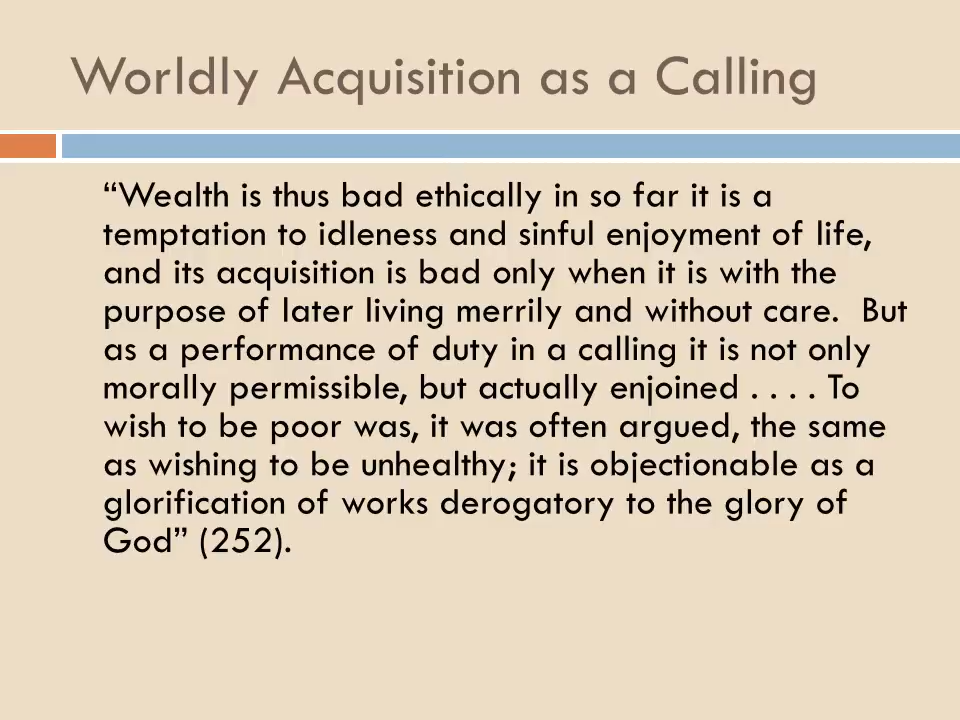 Worldly Acquisition as a Calling
“Wealth is thus bad ethically in so far it is a
temptation to idleness and sinful enjoyment of life,
and its acquisition is bad only when it is with the
purpose of later living merrily and without care.  But
as a performance of duty in a calling it is not only
morally permissible, but actually enjoined . . . . To
wish to be poor was, it was often argued, the same
as wishing to be unhealthy; it is objectionable as a
glorification of works derogatory to the glory of
God” (252).